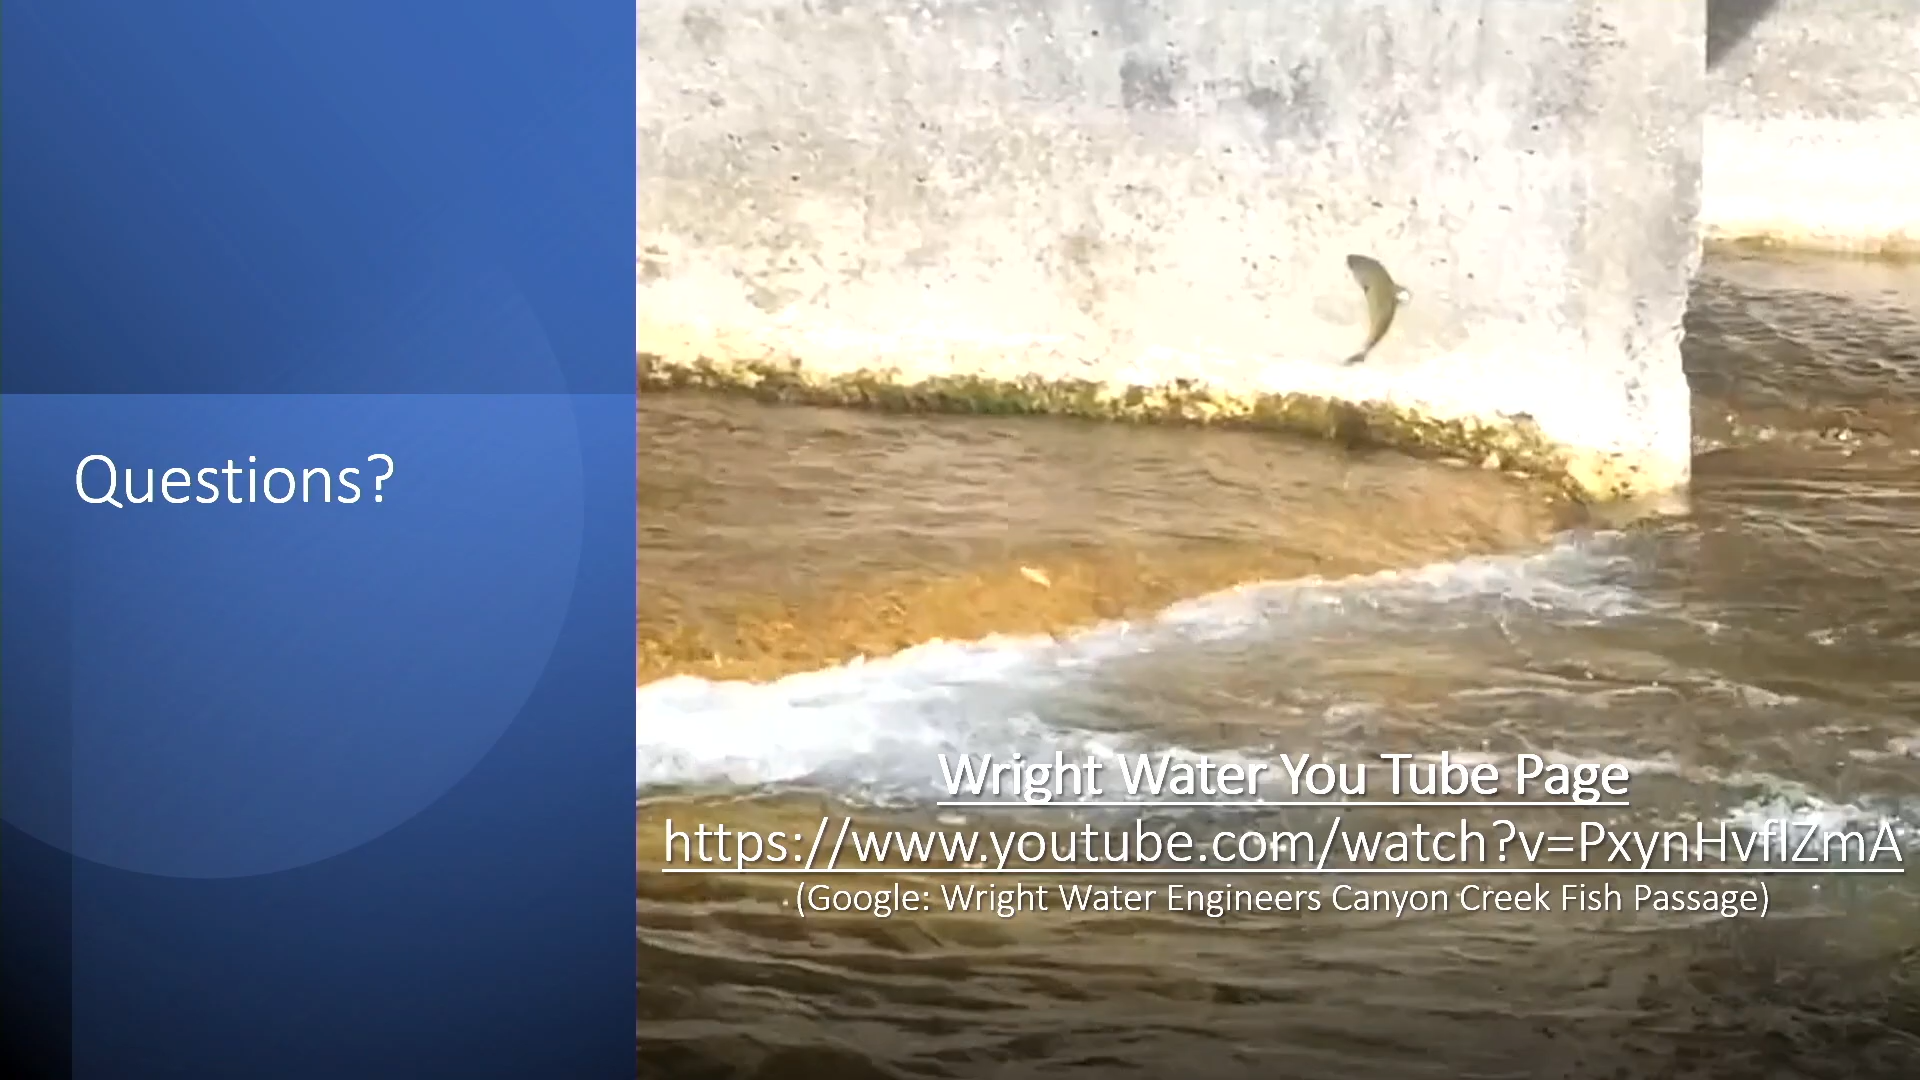 Questions?
Wright Water You Tube Page
https://www.youtube.com/watch?v=PxynHvflZmA
(Google: Wright Water Engineers Canyon Creek Fish Passage)